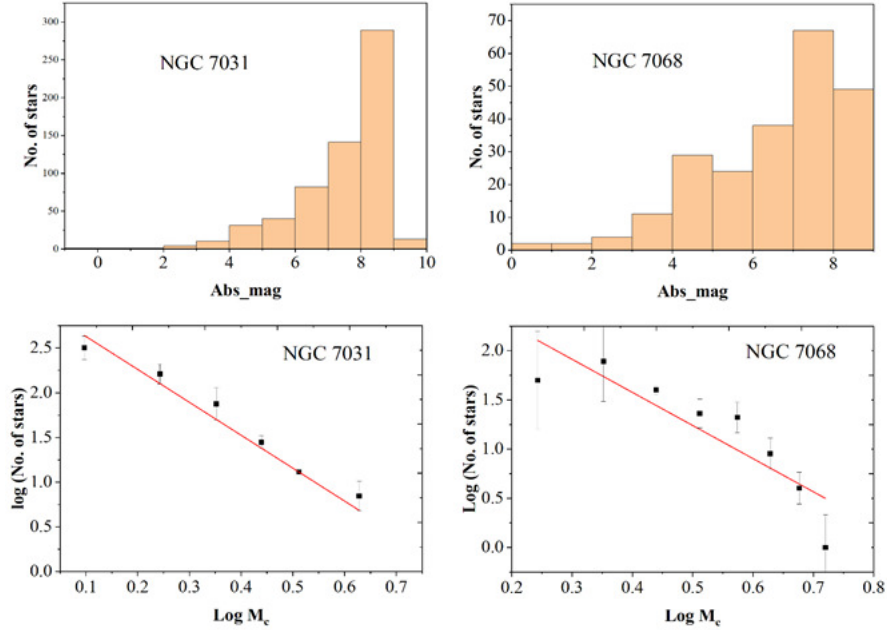 300
250
200
150
100
50
0
No. of stars
NGC 7031
0 2 4 6 8 10
Abs_mag
70
60
50
40
30
20
10
0
No. of stars
NGC 7068
0 2 4 6 8
Abs_mag
2.5
2.0
1.5
1.0
0.5
0.0
log (No. of stars)
NGC 7031
0.1 0.2 0.3 0.4 0.5 0.6 0.7
Log M_c
2.0
1.5
1.0
0.5
0.0
Log (No. of stars)
NGC 7068
0.2 0.3 0.4 0.5 0.6 0.7 0.8
Log M_c